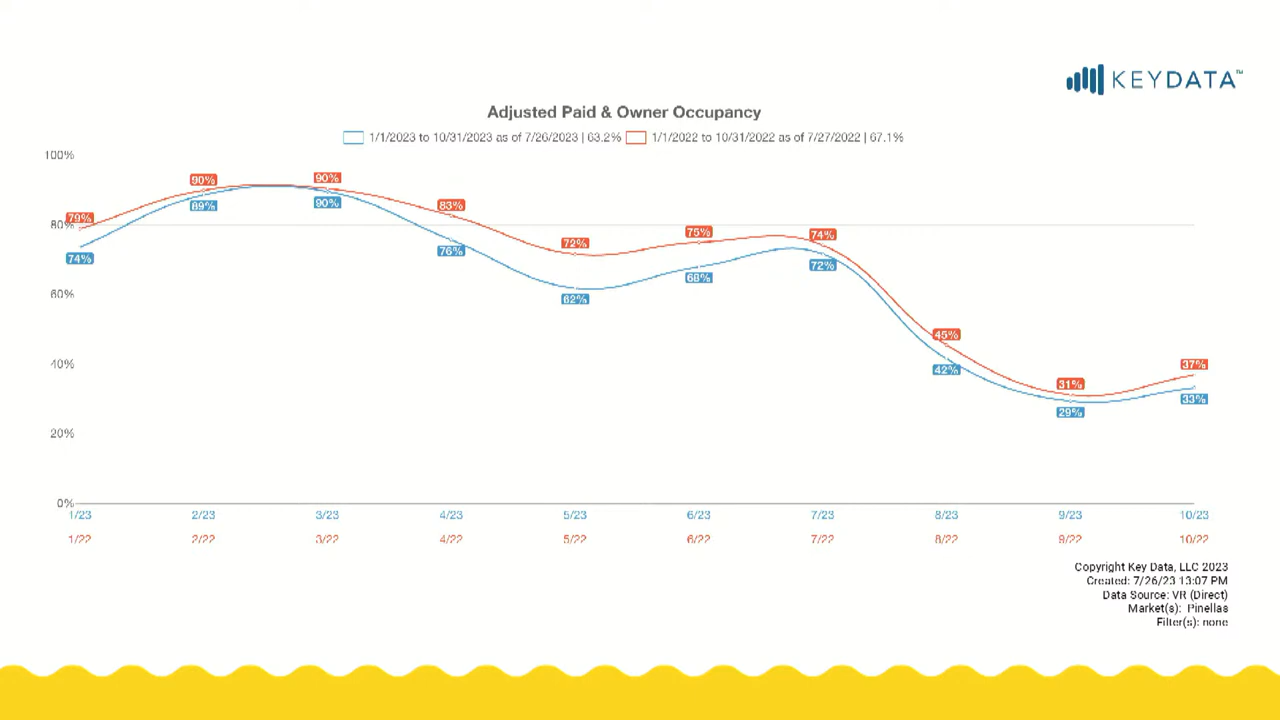 KEYDATA™
Adjusted Paid & Owner Occupancy
1/1/2023 to 10/31/2023 as of 7/26/2023 | 63.2% 1/1/2022 to 10/31/2022 as of 7/27/2022 | 67.1%
100%
80%
60%
40%
20%
0%
79% 90% 90% 83% 72% 75% 74% 45% 31% 37%
74% 89% 90% 76% 62% 68% 72% 42% 29% 33%
1/23 2/23 3/23 4/23 5/23 6/23 7/23 8/23 9/23 10/23
1/22 2/22 3/22 4/22 5/22 6/22 7/22 8/22 9/22 10/22
Copyright Key Data, LLC 2023
Created: 7/26/23 13:07 PM
Data Source: VR (Direct)
Market(s): Pinellas
Filter(s): none